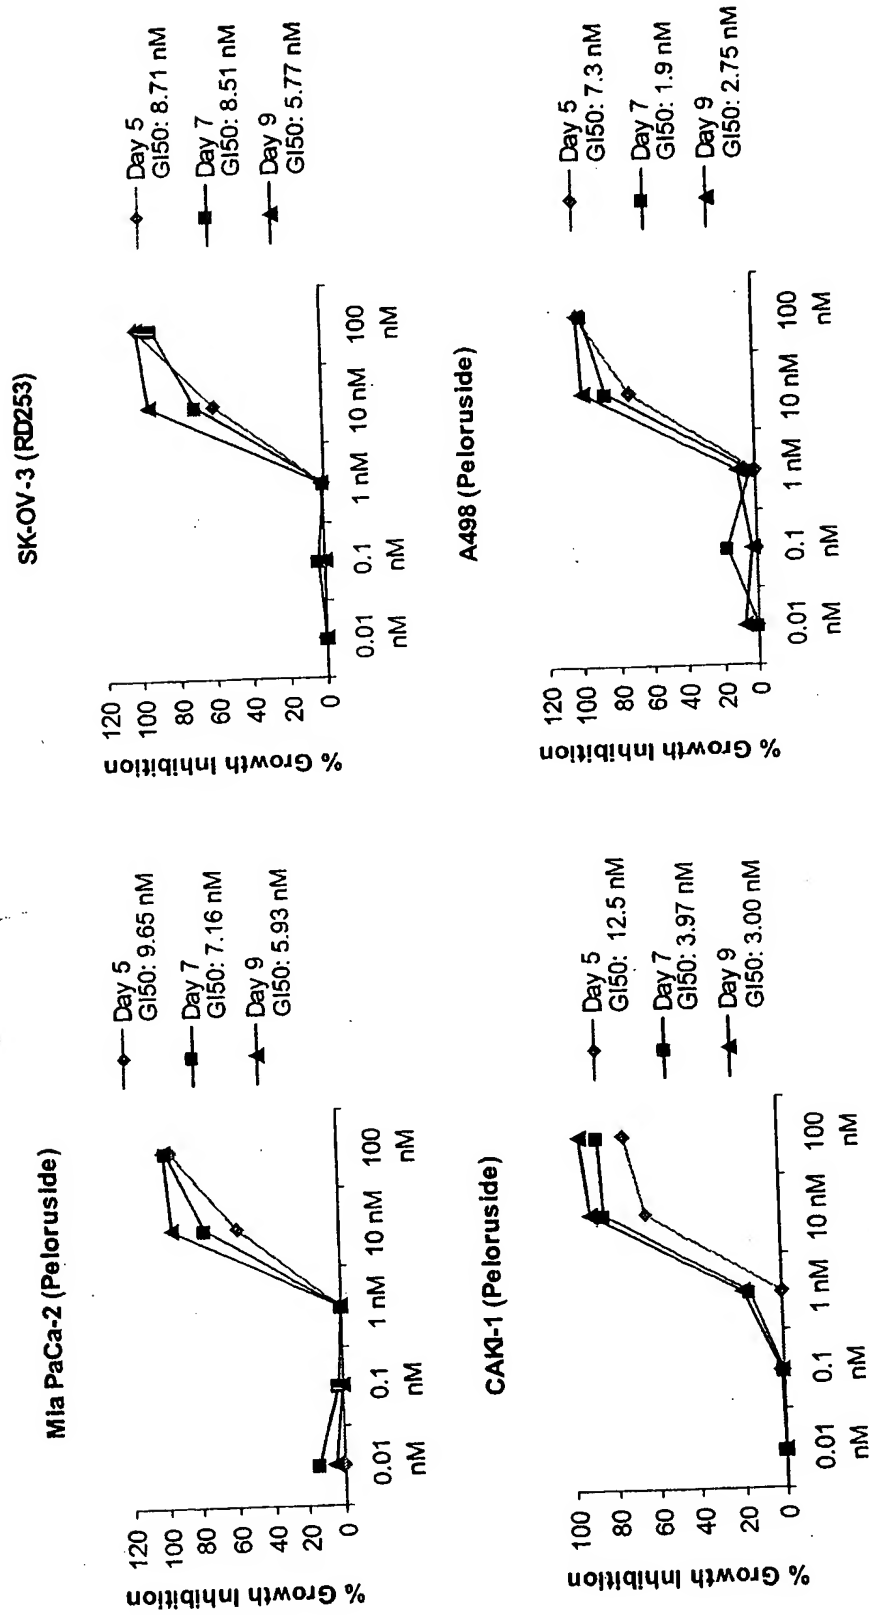 Mia PaCa-2 (Peloruside)
% Growth Inhibition
120
100
80
60
40
20
0
0.01 nM
0.1 nM
1 nM
10 nM
100 nM
Day 5
GI50: 9.65 nM
Day 7
GI50: 7.16 nM
Day 9
GI50: 5.93 nM
SK-OV-3 (RD253)
% Growth Inhibition
120
100
80
60
40
20
0
0.01 nM
0.1 nM
1 nM
10 nM
100 nM
Day 5
GI50: 8.71 nM
Day 7
GI50: 8.51 nM
Day 9
GI50: 5.77 nM
CAKI-1 (Peloruside)
% Growth Inhibition
100
80
60
40
20
0
0.01 nM
0.1 nM
1 nM
10 nM
100 nM
Day 5
GI50: 12.5 nM
Day 7
GI50: 3.97 nM
Day 9
GI50: 3.00 nM
A498 (Peloruside)
% Growth Inhibition
120
100
80
60
40
20
0
0.01 nM
0.1 nM
1 nM
10 nM
100 nM
Day 5
GI50: 7.3 nM
Day 7
GI50: 1.9 nM
Day 9
GI50: 2.75 nM